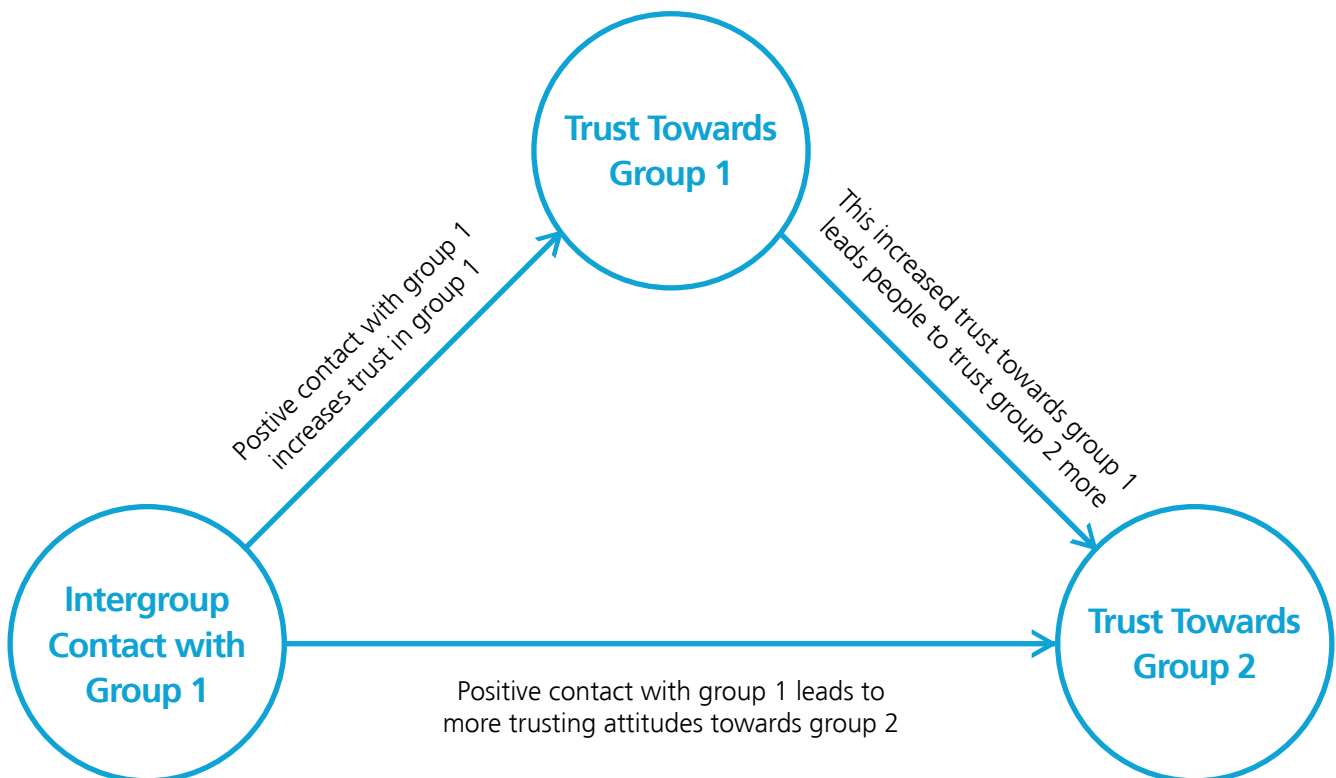 Trust Towards
Group 1
Postive contact with group 1
increases trust in group 1
This increased trust towards group 1
leads people to trust group 2 more
Intergroup
Contact with
Group 1
Trust Towards
Group 2
Positive contact with group 1 leads to
more trusting attitudes towards group 2